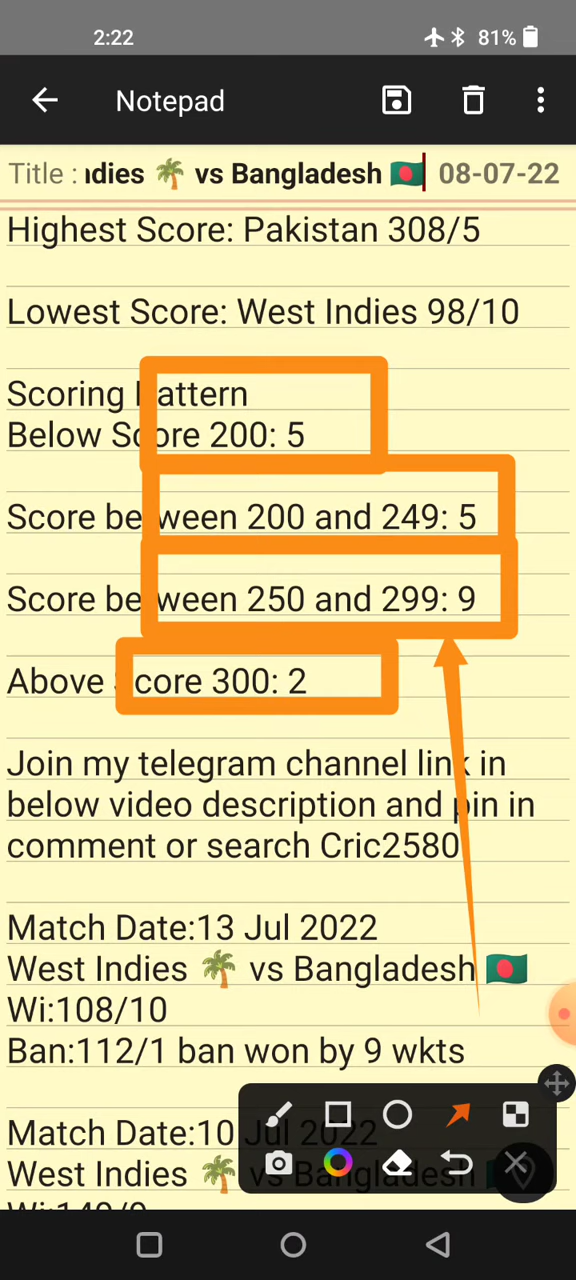 2:22 81%
Notepad
Title : ndies 🌴 vs Bangladesh 🇧🇩 08-07-22
Highest Score: Pakistan 308/5
Lowest Score: West Indies 98/10
Scoring Pattern
Below Score 200: 5
Score between 200 and 249: 5
Score between 250 and 299: 9
Above Score 300: 2
Join my telegram channel link in
below video description and pin in
comment or search Cric2580
Match Date:13 Jul 2022
West Indies 🌴 vs Bangladesh 🇧🇩
Wi:108/10
Ban:112/1 ban won by 9 wkts
Match Date:10 Jul 2022
West Indies 🌴 vs Bangladesh